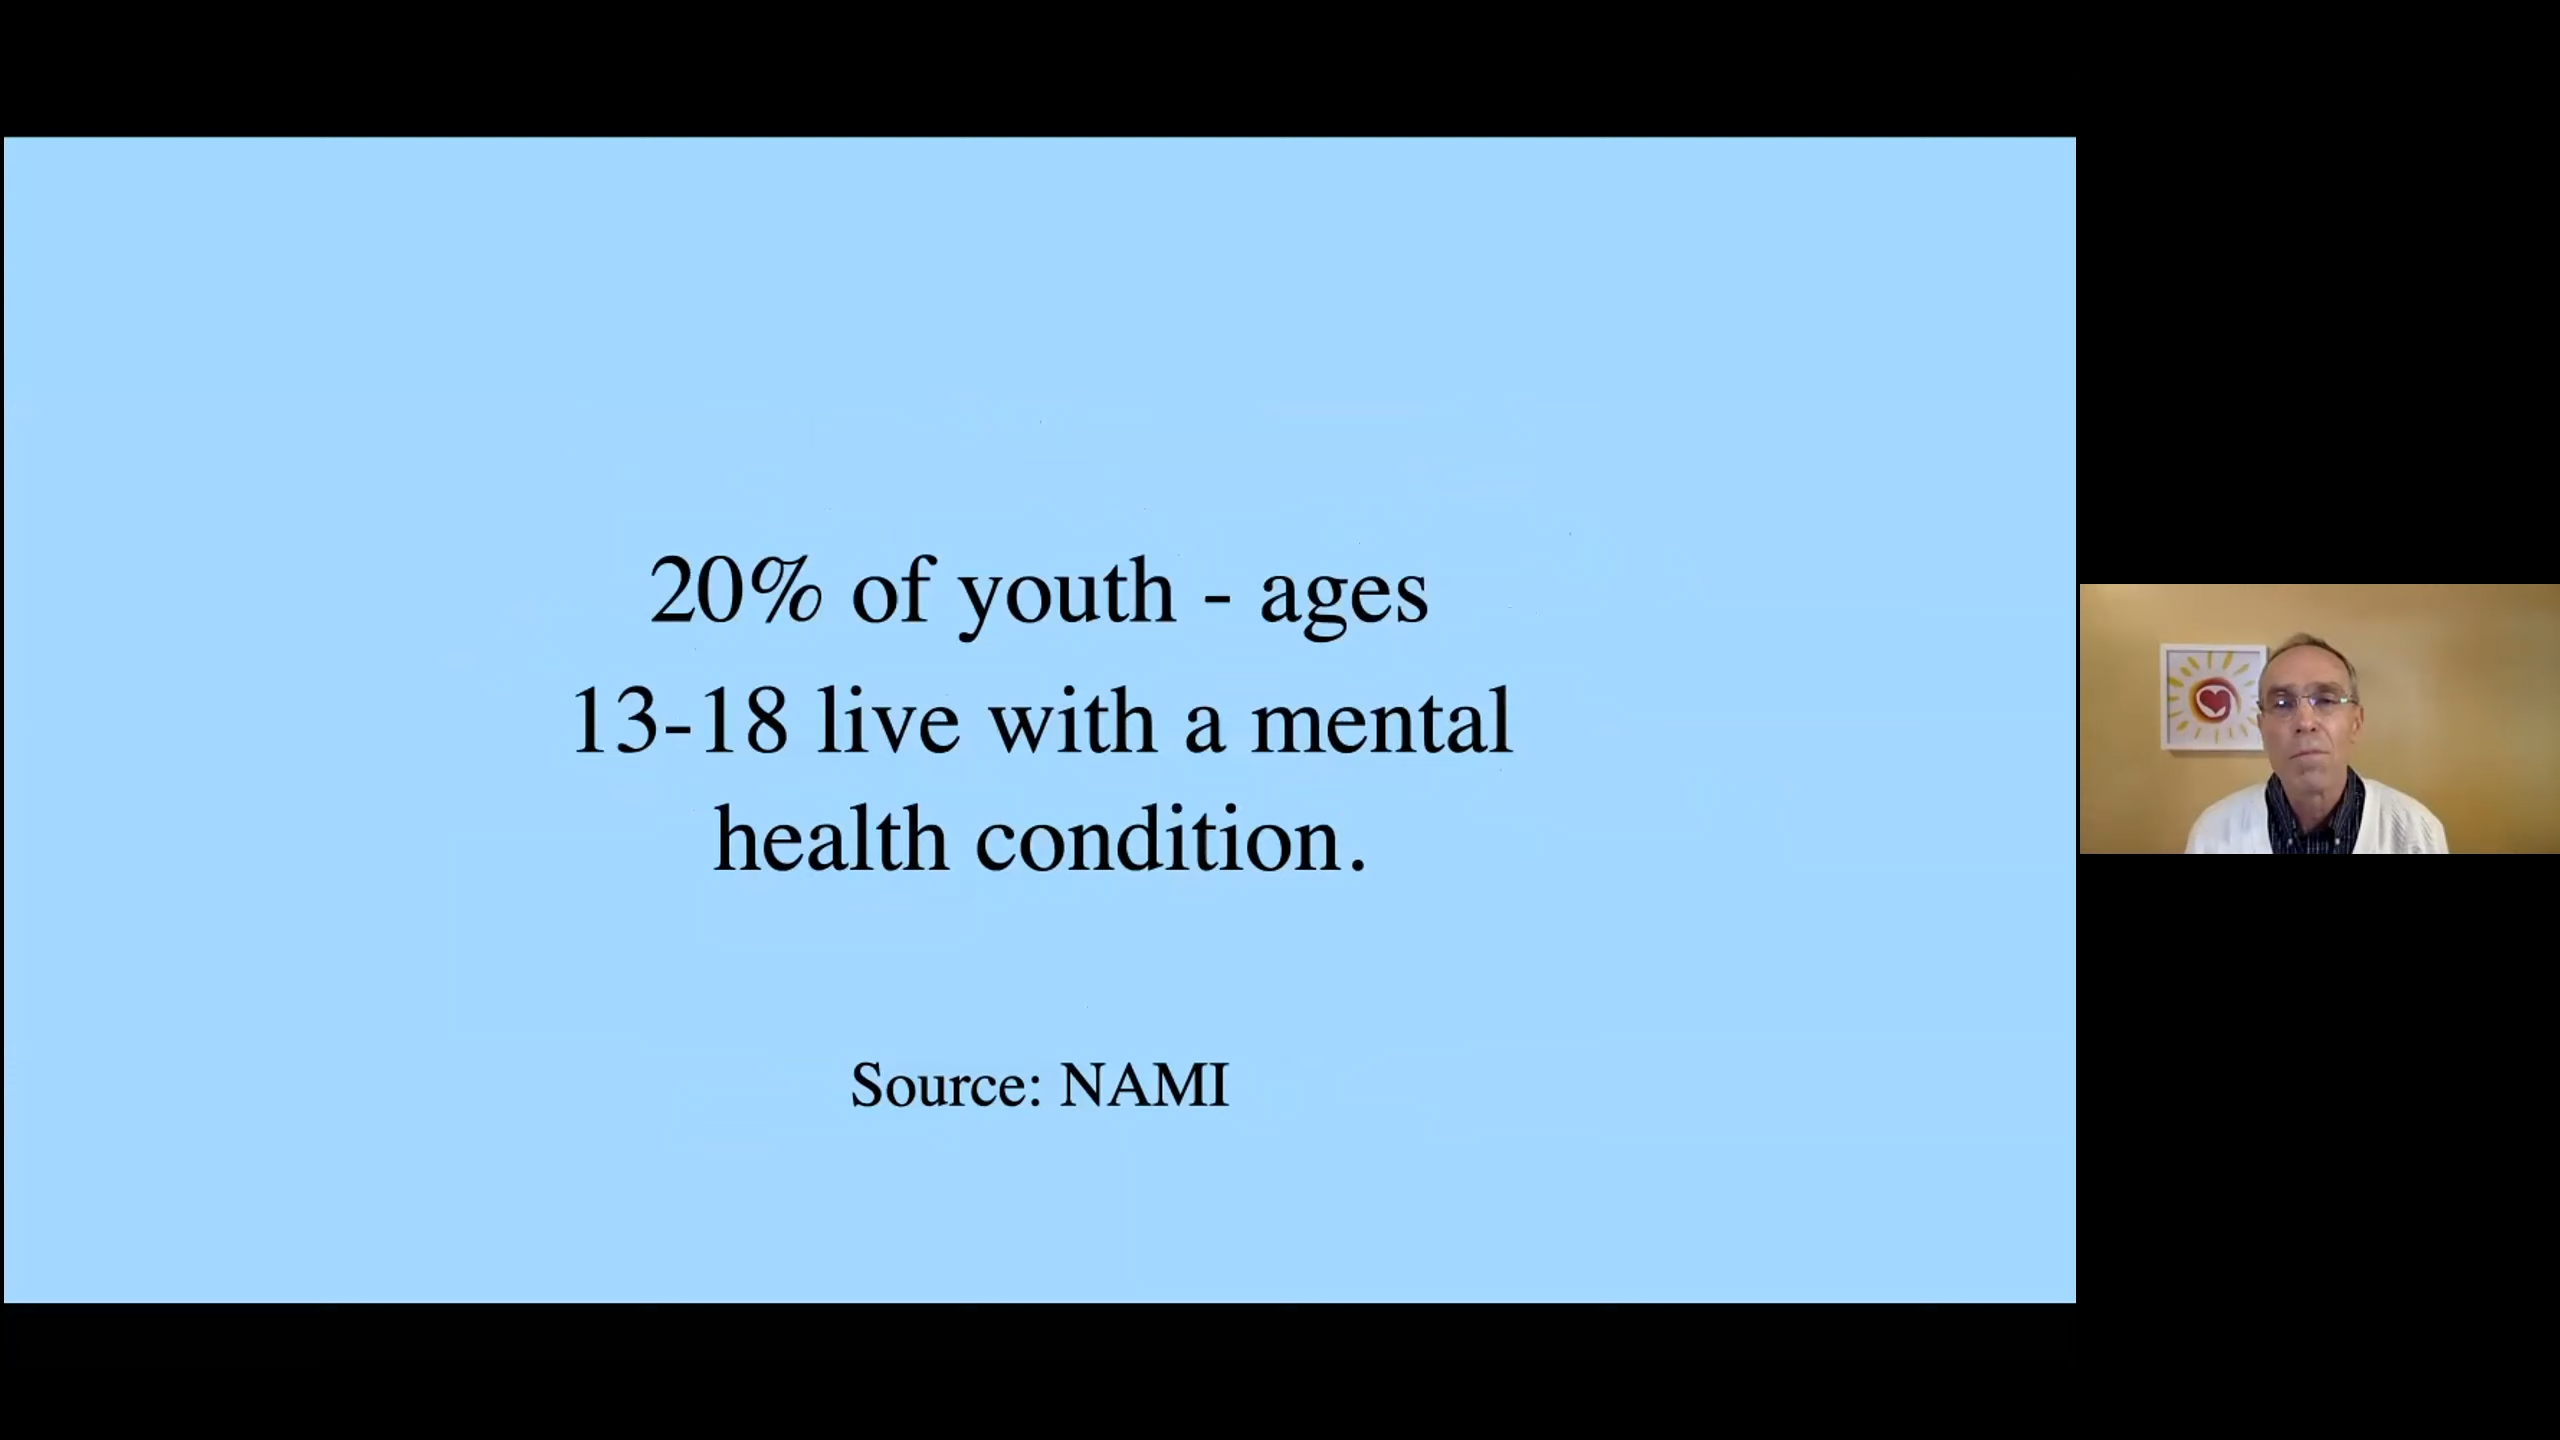 20% of youth - ages
13-18 live with a mental
health condition.
Source: NAMI